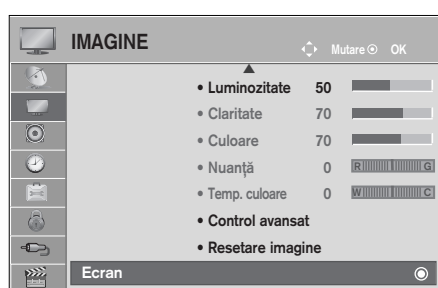 IMAGINE
Mutare OK
• Luminozitate 50
• Claritate 70
• Culoare 70
• Nuanță 0 R G
• Temp. culoare 0 W C
• Control avansat
• Resetare imagine
Ecran